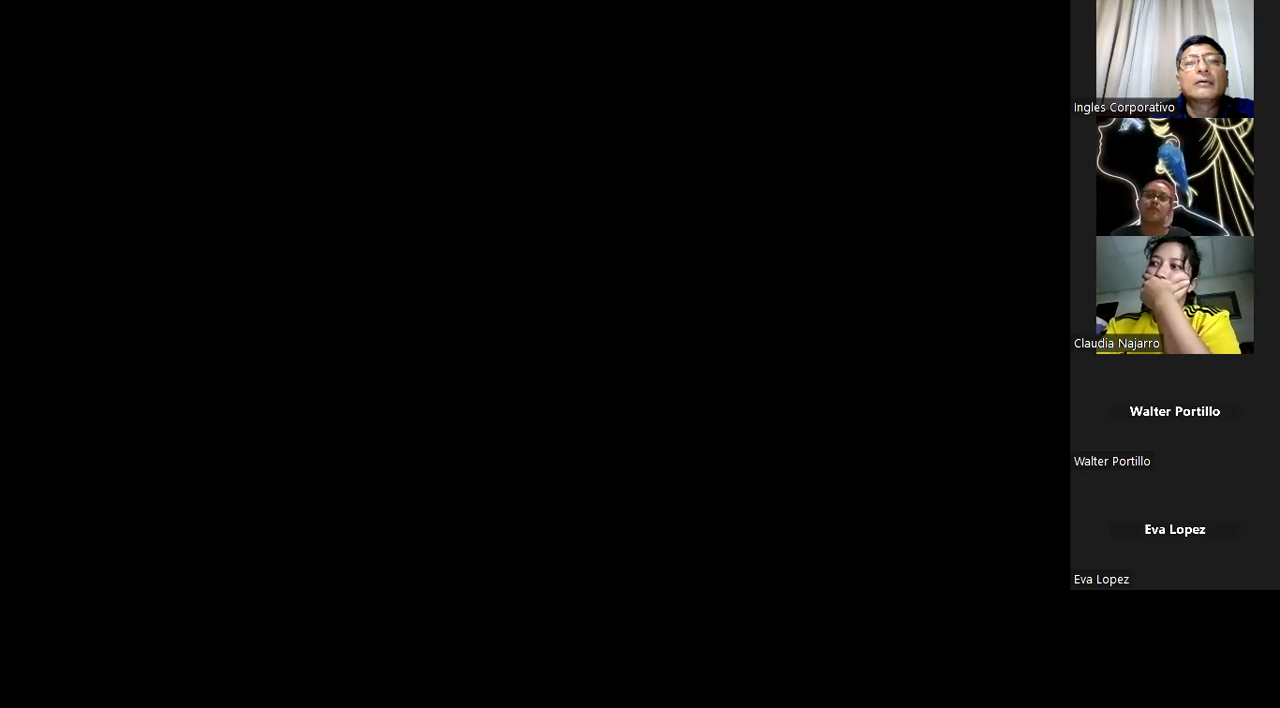 Ingles Corporativo
Claudia Najarro
Walter Portillo
Walter Portillo
Eva Lopez
Eva Lopez